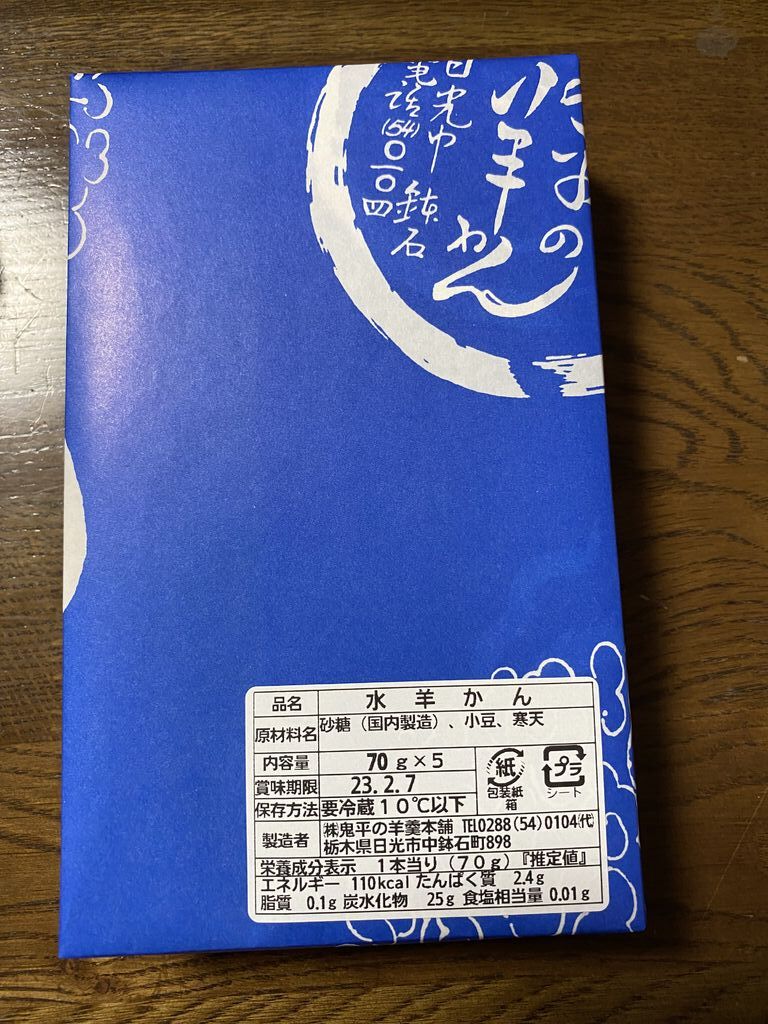 の
水羊かん
日光市 鉢石
電話(54)〇一〇四
品名 水羊かん
原材料名 砂糖（国内製造）、小豆、寒天
内容量 70g×5
賞味期限 23.2.7
保存方法 要冷蔵10℃以下
紙 包装紙 箱
プラ シート
製造者 ㈱鬼平の羊羹本舗 TEL0288(54)0104㈹
栃木県日光市中鉢石町898
栄養成分表示 1本当り(70g)『推定値』
エネルギー 110kcal たんぱく質 2.4g
脂質 0.1g 炭水化物 25g 食塩相当量 0.01g